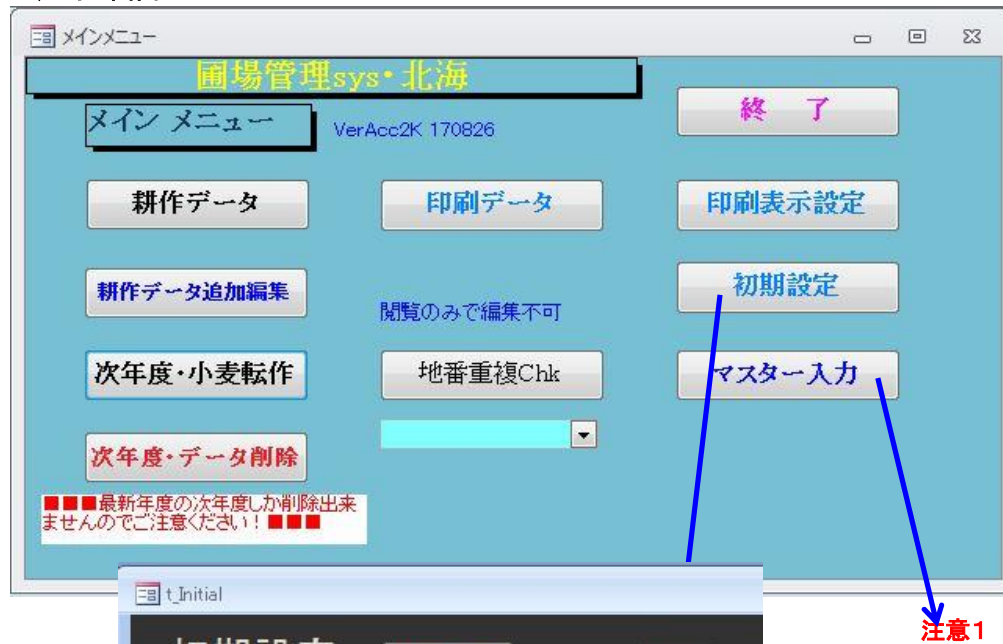 メインメニュー
圃場管理sys・北海
メイン メニュー
VerAcc2K 170826
終 了
耕作データ
印刷データ
印刷表示設定
耕作データ追加編集
閲覧のみで編集不可
初期設定
次年度・小麦転作
地番重複Chk
マスター入力
次年度・データ削除
■■■最新年度の次年度しか削除出来
ませんのでご注意ください!■■■
t_Initial
注意1